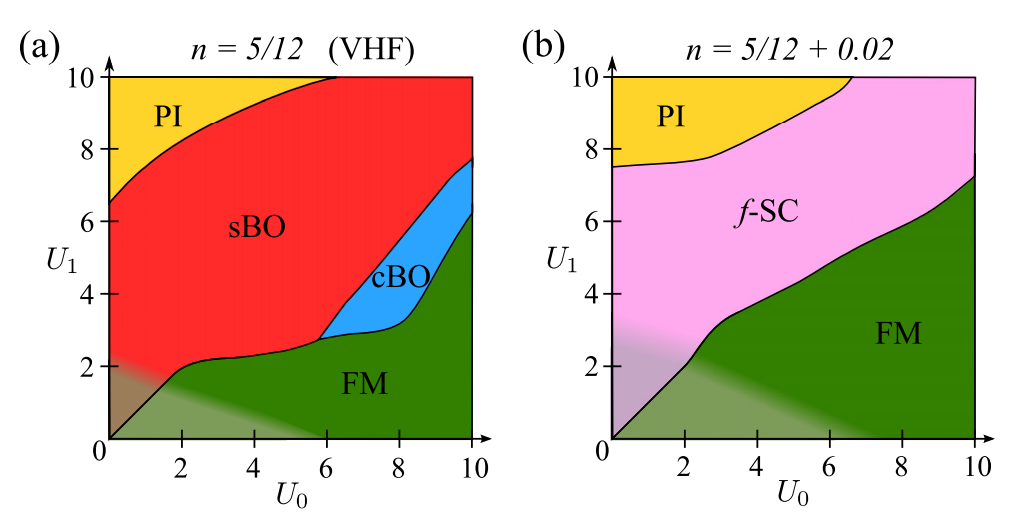 (a) n = 5/12 (VHF)
10
8
6
4
2
0
U₁
PI
sBO
cBO
FM
2 4 6 8 10
U₀
(b) n = 5/12 + 0.02
10
8
6
4
2
0
U₁
PI
f-SC
FM
2 4 6 8 10
U₀